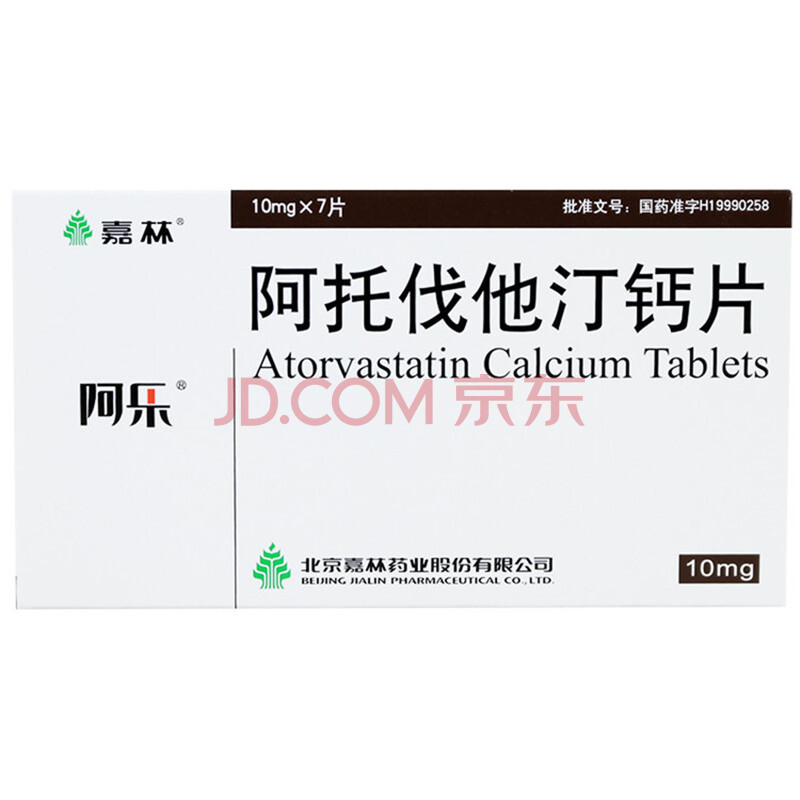 嘉林®
10mg×7片
批准文号：国药准字H19990258
阿托伐他汀钙片
Atorvastatin Calcium Tablets
阿乐®
JD.COM 京东
北京嘉林药业股份有限公司
BEIJING JIALIN PHARMACEUTICAL CO., LTD.
10mg